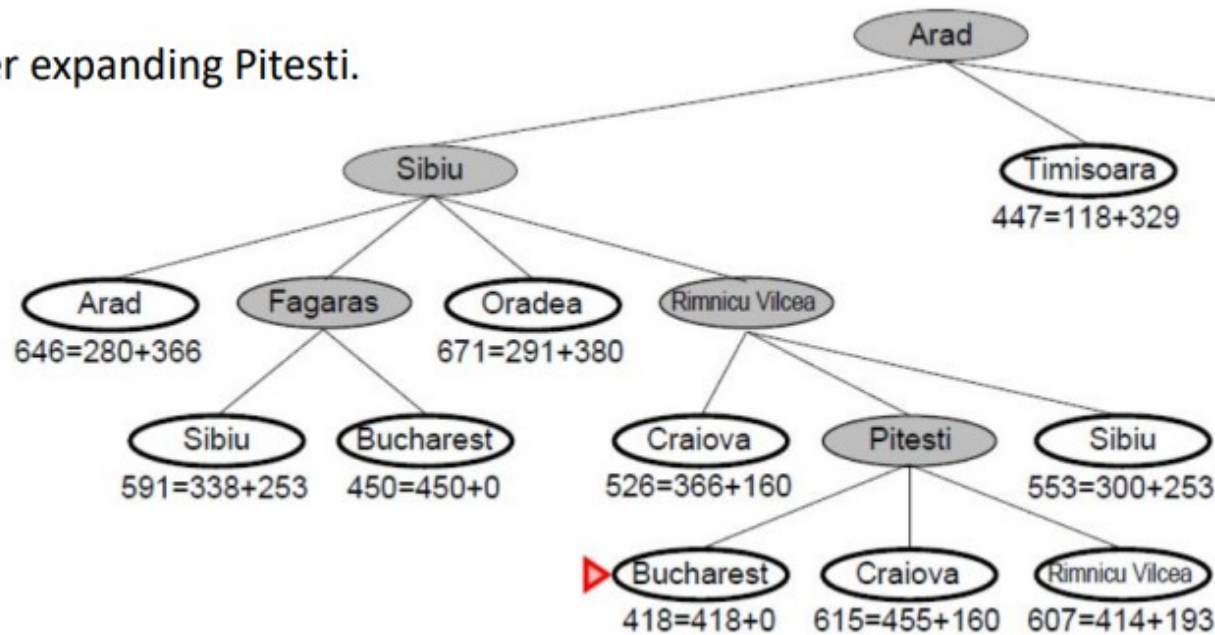 er expanding Pitesti.
Arad
Sibiu
Timisoara
447=118+329
Arad
Fagaras
Oradea
Rimnicu Vilcea
646=280+366
671=291+380
Sibiu
Bucharest
Craiova
Pitesti
Sibiu
591=338+253
450=450+0
526=366+160
553=300+253
Bucharest
Craiova
Rimnicu Vilcea
418=418+0
615=455+160
607=414+193